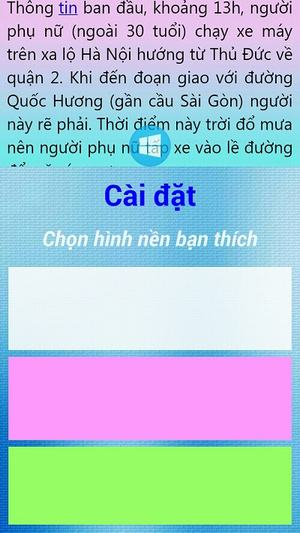 Thông tin ban đầu, khoảng 13h, người
phụ nữ (ngoài 30 tuổi) chạy xe máy
trên xa lộ Hà Nội hướng từ Thủ Đức về
quận 2. Khi đến đoạn giao với đường
Quốc Hương (gần cầu Sài Gòn) người
này rẽ phải. Thời điểm này trời đổ mưa
nên người phụ nữ tấp xe vào lề đường
Cài đặt
Chọn hình nền bạn thích